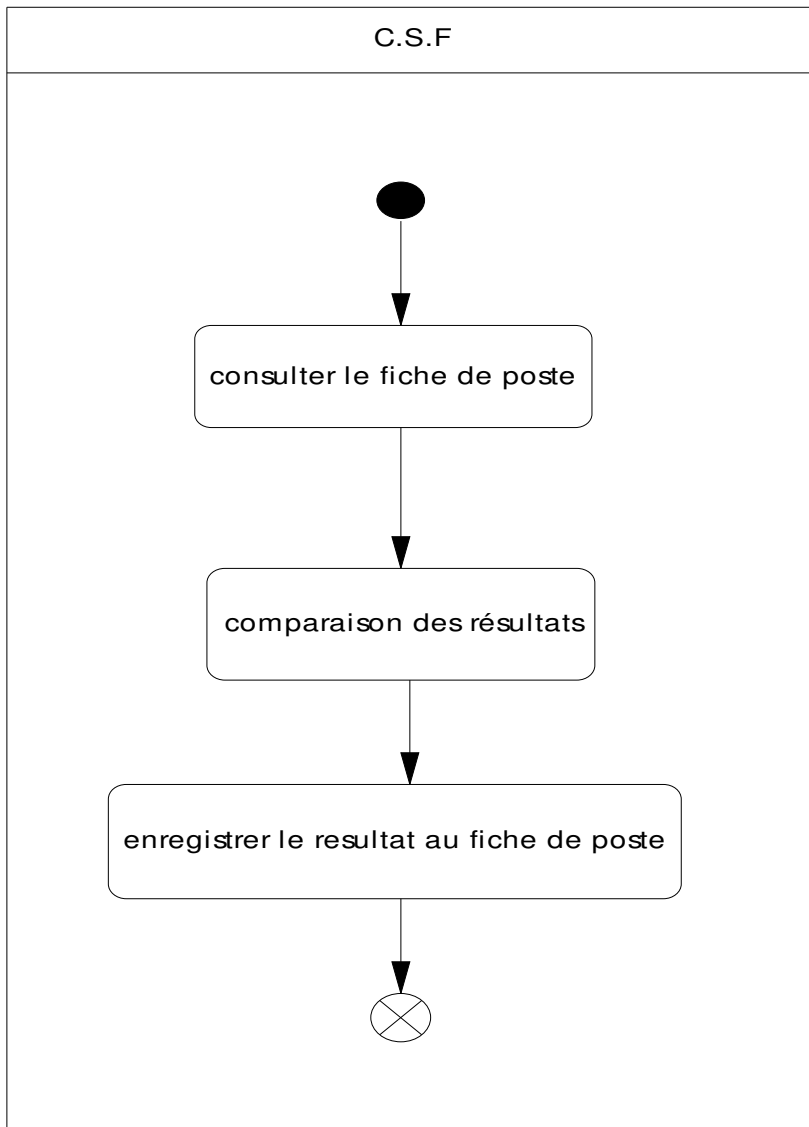 C.S.F
consulter le fiche de poste
comparaison des résultats
enregistrer le resultat au fiche de poste